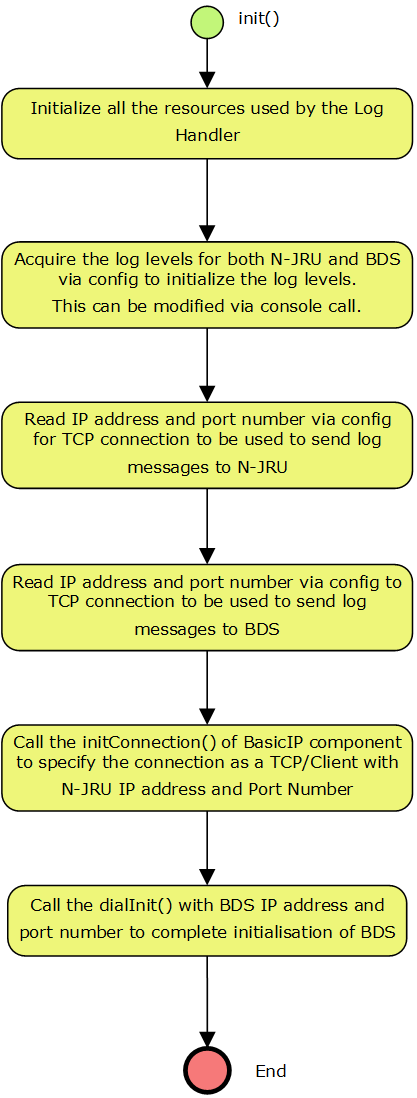 init()
Initialize all the resources used by the Log
Handler
Acquire the log levels for both N-JRU and BDS
via config to initialize the log levels.
This can be modified via console call.
Read IP address and port number via config
for TCP connection to be used to send log
messages to N-JRU
Read IP address and port number via config to
TCP connection to be used to send log
messages to BDS
Call the initConnection() of BasicIP component
to specify the connection as a TCP/Client with
N-JRU IP address and Port Number
Call the dialInit() with BDS IP address and
port number to complete initialisation of BDS
End